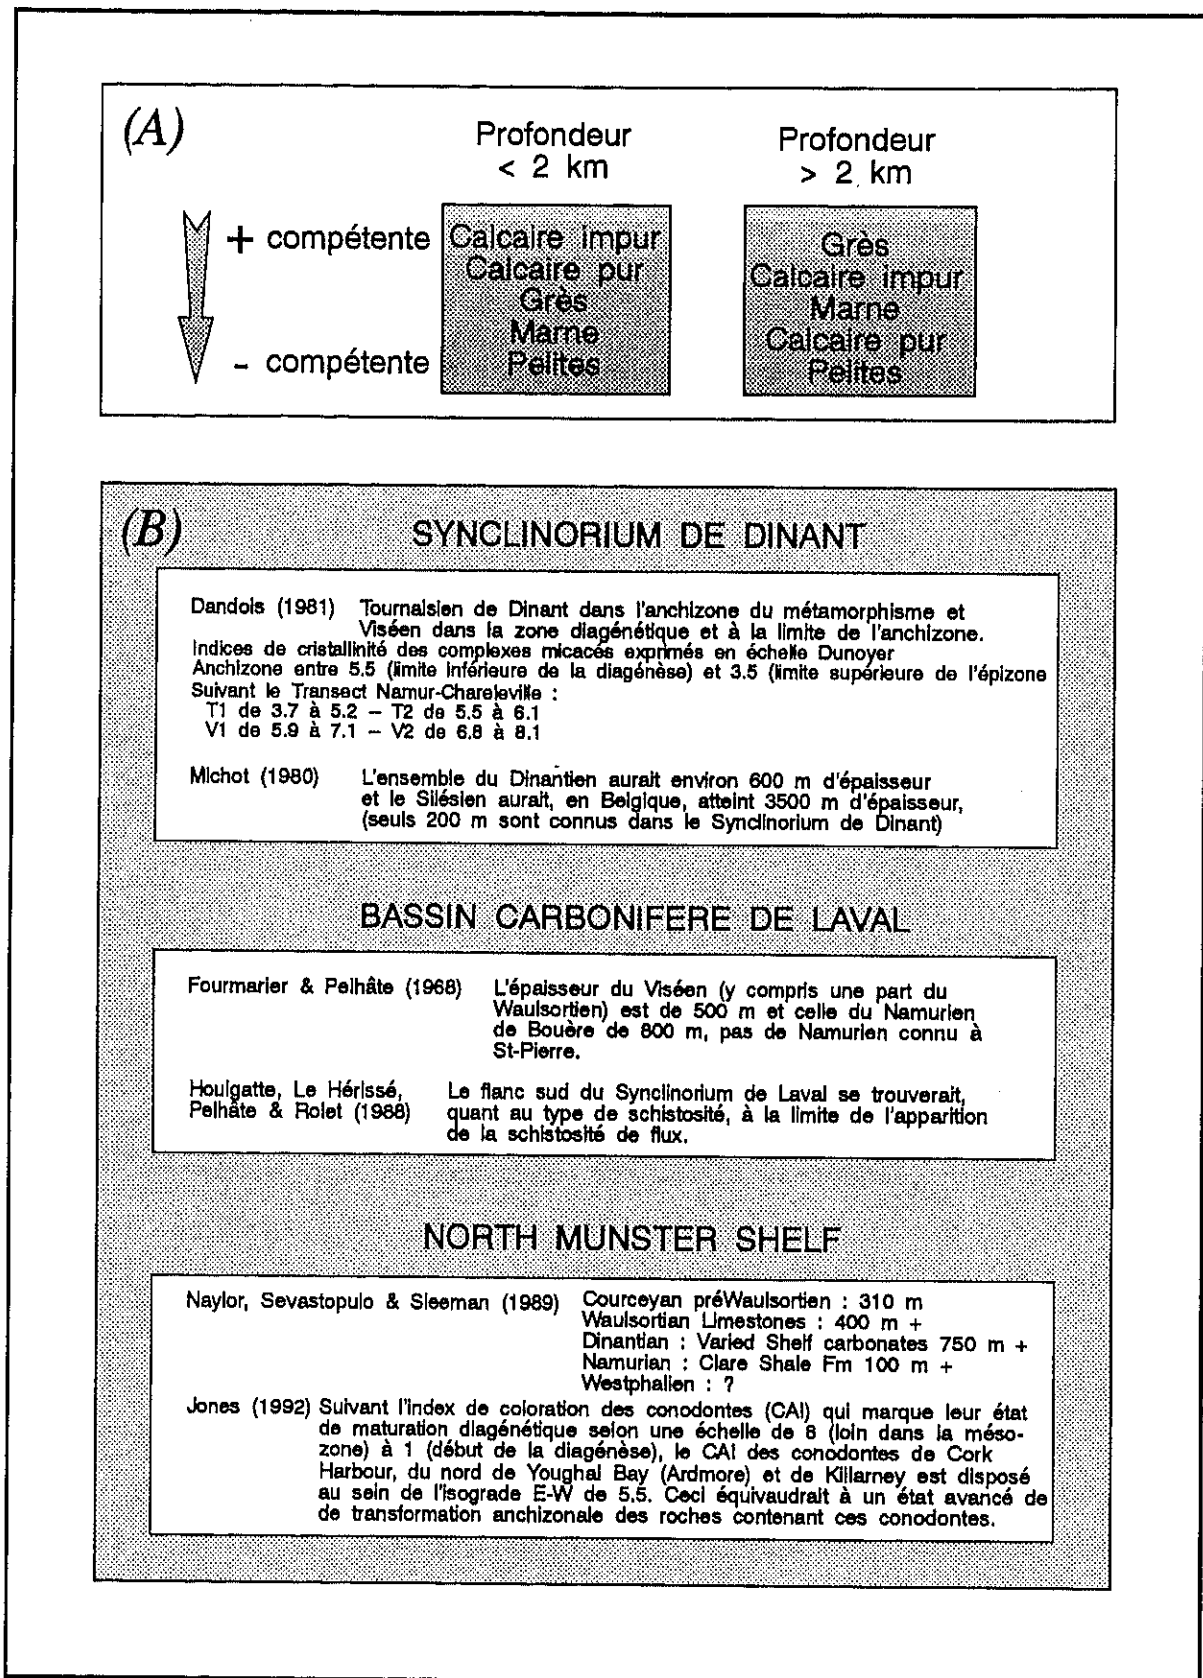 (A)
Profondeur
< 2 km
Profondeur
> 2 km
+ compétente
- compétente
Calcaire impur
Calcaire pur
Grès
Marne
Pelites
Grès
Calcaire impur
Marne
Calcaire pur
Pelites
(B)
SYNCLINORIUM DE DINANT
Dandois (1981) Tournaisien de Dinant dans l'anchizone du métamorphisme et
Viséen dans la zone diagénétique et à la limite de l'anchizone.
Indices de cristallinité des complexes micacés exprimés en échelle Dunoyer
Anchizone entre 5.5 (limite inférieure de la diagénèse) et 3.5 (limite supérieure de l'épizone
Suivant le Transect Namur-Chareleville :
T1 de 3.7 à 5.2 – T2 de 5.5 à 6.1
V1 de 5.9 à 7.1 – V2 de 6.8 à 8.1
Michot (1980) L'ensemble du Dinantien aurait environ 600 m d'épaisseur
et le Silésien aurait, en Belgique, atteint 3500 m d'épaisseur,
(seuls 200 m sont connus dans le Synclinorium de Dinant)
BASSIN CARBONIFERE DE LAVAL
Fourmarier & Pelhâte (1968) L'épaisseur du Viséen (y compris une part du
Waulsortien) est de 500 m et celle du Namurien
de Bouère de 800 m, pas de Namurien connu à
St-Pierre.
Houlgatte, Le Hérissé, Le flanc sud du Synclinorium de Laval se trouverait,
Pelhâte & Rolet (1988) quant au type de schistosité, à la limite de l'apparition
de la schistosité de flux.
NORTH MUNSTER SHELF
Naylor, Sevastopulo & Sleeman (1989) Courceyan préWaulsortien : 310 m
Waulsortian Limestones : 400 m +
Dinantian : Varied Shelf carbonates 750 m +
Namurian : Clare Shale Fm 100 m +
Westphalien : ?
Jones (1992) Suivant l'index de coloration des conodontes (CAI) qui marque leur état
de maturation diagénétique selon une échelle de 8 (loin dans la méso-
zone) à 1 (début de la diagénèse), le CAI des conodontes de Cork
Harbour, du nord de Youghal Bay (Ardmore) et de Killarney est disposé
au sein de l'isograde E-W de 5.5. Ceci équivaudrait à un état avancé de
de transformation anchizonale des roches contenant ces conodontes.